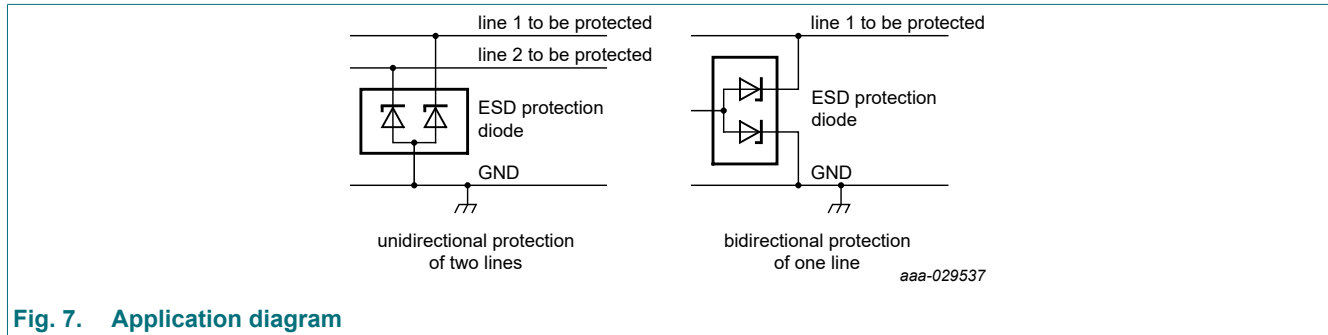 line 1 to be protected
line 2 to be protected
ESD protection
diode
GND
unidirectional protection
of two lines
line 1 to be protected
ESD protection
diode
GND
bidirectional protection
of one line
aaa-029537
Fig. 7. Application diagram